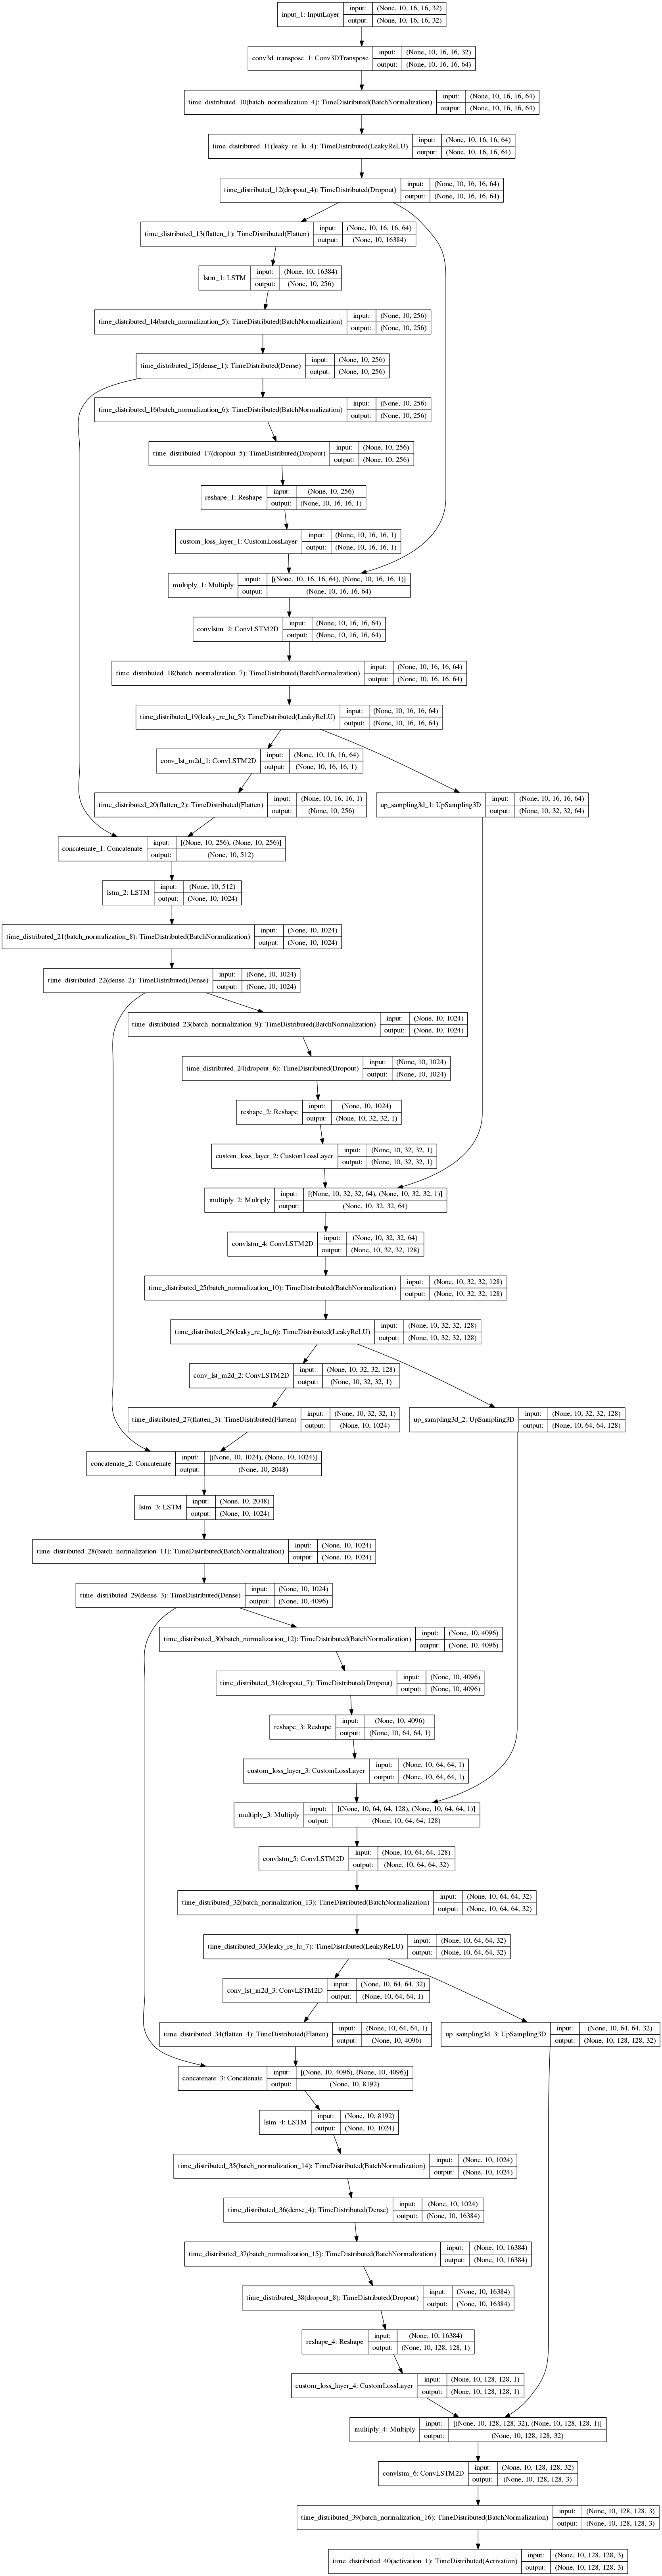 input_1: InputLayer
input: (None, 10, 16, 16, 32)
output: (None, 10, 16, 16, 32)
conv3d_transpose_1: Conv3DTranspose
input: (None, 10, 16, 16, 32)
output: (None, 10, 16, 16, 64)
time_distributed_10(batch_normalization_4): TimeDistributed(BatchNormalization)
input: (None, 10, 16, 16, 64)
output: (None, 10, 16, 16, 64)
time_distributed_11(leaky_re_lu_4): TimeDistributed(LeakyReLU)
input: (None, 10, 16, 16, 64)
output: (None, 10, 16, 16, 64)
time_distributed_12(dropout_4): TimeDistributed(Dropout)
input: (None, 10, 16, 16, 64)
output: (None, 10, 16, 16, 64)
time_distributed_13(flatten_1): TimeDistributed(Flatten)
input: (None, 10, 16, 16, 64)
output: (None, 10, 16384)
lstm_1: LSTM
input: (None, 10, 16384)
output: (None, 10, 256)
time_distributed_14(batch_normalization_5): TimeDistributed(BatchNormalization)
input: (None, 10, 256)
output: (None, 10, 256)
time_distributed_15(dense_1): TimeDistributed(Dense)
input: (None, 10, 256)
output: (None, 10, 256)
time_distributed_16(batch_normalization_6): TimeDistributed(BatchNormalization)
input: (None, 10, 256)
output: (None, 10, 256)
time_distributed_17(dropout_5): TimeDistributed(Dropout)
input: (None, 10, 256)
output: (None, 10, 256)
reshape_1: Reshape
input: (None, 10, 256)
output: (None, 10, 16, 16, 1)
custom_loss_layer_1: CustomLossLayer
input: (None, 10, 16, 16, 1)
output: (None, 10, 16, 16, 1)
multiply_1: Multiply
input: [(None, 10, 16, 16, 64), (None, 10, 16, 16, 1)]
output: (None, 10, 16, 16, 64)
convlstm_2: ConvLSTM2D
input: (None, 10, 16, 16, 64)
output: (None, 10, 16, 16, 64)
time_distributed_18(batch_normalization_7): TimeDistributed(BatchNormalization)
input: (None, 10, 16, 16, 64)
output: (None, 10, 16, 16, 64)
time_distributed_19(leaky_re_lu_5): TimeDistributed(LeakyReLU)
input: (None, 10, 16, 16, 64)
output: (None, 10, 16, 16, 64)
conv_lst_m2d_1: ConvLSTM2D
input: (None, 10, 16, 16, 64)
output: (None, 10, 16, 16, 1)
time_distributed_20(flatten_2): TimeDistributed(Flatten)
input: (None, 10, 16, 16, 1)
output: (None, 10, 256)
up_sampling3d_1: UpSampling3D
input: (None, 10, 16, 16, 64)
output: (None, 10, 32, 32, 64)
concatenate_1: Concatenate
input: [(None, 10, 256), (None, 10, 256)]
output: (None, 10, 512)
lstm_2: LSTM
input: (None, 10, 512)
output: (None, 10, 1024)
time_distributed_21(batch_normalization_8): TimeDistributed(BatchNormalization)
input: (None, 10, 1024)
output: (None, 10, 1024)
time_distributed_22(dense_2): TimeDistributed(Dense)
input: (None, 10, 1024)
output: (None, 10, 1024)
time_distributed_23(batch_normalization_9): TimeDistributed(BatchNormalization)
input: (None, 10, 1024)
output: (None, 10, 1024)
time_distributed_24(dropout_6): TimeDistributed(Dropout)
input: (None, 10, 1024)
output: (None, 10, 1024)
reshape_2: Reshape
input: (None, 10, 1024)
output: (None, 10, 32, 32, 1)
custom_loss_layer_2: CustomLossLayer
input: (None, 10, 32, 32, 1)
output: (None, 10, 32, 32, 1)
multiply_2: Multiply
input: [(None, 10, 32, 32, 64), (None, 10, 32, 32, 1)]
output: (None, 10, 32, 32, 64)
convlstm_4: ConvLSTM2D
input: (None, 10, 32, 32, 64)
output: (None, 10, 32, 32, 128)
time_distributed_25(batch_normalization_10): TimeDistributed(BatchNormalization)
input: (None, 10, 32, 32, 128)
output: (None, 10, 32, 32, 128)
time_distributed_26(leaky_re_lu_6): TimeDistributed(LeakyReLU)
input: (None, 10, 32, 32, 128)
output: (None, 10, 32, 32, 128)
conv_lst_m2d_2: ConvLSTM2D
input: (None, 10, 32, 32, 128)
output: (None, 10, 32, 32, 1)
time_distributed_27(flatten_3): TimeDistributed(Flatten)
input: (None, 10, 32, 32, 1)
output: (None, 10, 1024)
up_sampling3d_2: UpSampling3D
input: (None, 10, 32, 32, 128)
output: (None, 10, 64, 64, 128)
concatenate_2: Concatenate
input: [(None, 10, 1024), (None, 10, 1024)]
output: (None, 10, 2048)
lstm_3: LSTM
input: (None, 10, 2048)
output: (None, 10, 1024)
time_distributed_28(batch_normalization_11): TimeDistributed(BatchNormalization)
input: (None, 10, 1024)
output: (None, 10, 1024)
time_distributed_29(dense_3): TimeDistributed(Dense)
input: (None, 10, 1024)
output: (None, 10, 4096)
time_distributed_30(batch_normalization_12): TimeDistributed(BatchNormalization)
input: (None, 10, 4096)
output: (None, 10, 4096)
time_distributed_31(dropout_7): TimeDistributed(Dropout)
input: (None, 10, 4096)
output: (None, 10, 4096)
reshape_3: Reshape
input: (None, 10, 4096)
output: (None, 10, 64, 64, 1)
custom_loss_layer_3: CustomLossLayer
input: (None, 10, 64, 64, 1)
output: (None, 10, 64, 64, 1)
multiply_3: Multiply
input: [(None, 10, 64, 64, 128), (None, 10, 64, 64, 1)]
output: (None, 10, 64, 64, 128)
convlstm_5: ConvLSTM2D
input: (None, 10, 64, 64, 128)
output: (None, 10, 64, 64, 32)
time_distributed_32(batch_normalization_13): TimeDistributed(BatchNormalization)
input: (None, 10, 64, 64, 32)
output: (None, 10, 64, 64, 32)
time_distributed_33(leaky_re_lu_7): TimeDistributed(LeakyReLU)
input: (None, 10, 64, 64, 32)
output: (None, 10, 64, 64, 32)
conv_lst_m2d_3: ConvLSTM2D
input: (None, 10, 64, 64, 32)
output: (None, 10, 64, 64, 1)
time_distributed_34(flatten_4): TimeDistributed(Flatten)
input: (None, 10, 64, 64, 1)
output: (None, 10, 4096)
up_sampling3d_3: UpSampling3D
input: (None, 10, 64, 64, 32)
output: (None, 10, 128, 128, 32)
concatenate_3: Concatenate
input: [(None, 10, 4096), (None, 10, 4096)]
output: (None, 10, 8192)
lstm_4: LSTM
input: (None, 10, 8192)
output: (None, 10, 1024)
time_distributed_35(batch_normalization_14): TimeDistributed(BatchNormalization)
input: (None, 10, 1024)
output: (None, 10, 1024)
time_distributed_36(dense_4): TimeDistributed(Dense)
input: (None, 10, 1024)
output: (None, 10, 16384)
time_distributed_37(batch_normalization_15): TimeDistributed(BatchNormalization)
input: (None, 10, 16384)
output: (None, 10, 16384)
time_distributed_38(dropout_8): TimeDistributed(Dropout)
input: (None, 10, 16384)
output: (None, 10, 16384)
reshape_4: Reshape
input: (None, 10, 16384)
output: (None, 10, 128, 128, 1)
custom_loss_layer_4: CustomLossLayer
input: (None, 10, 128, 128, 1)
output: (None, 10, 128, 128, 1)
multiply_4: Multiply
input: [(None, 10, 128, 128, 32), (None, 10, 128, 128, 1)]
output: (None, 10, 128, 128, 32)
convlstm_6: ConvLSTM2D
input: (None, 10, 128, 128, 32)
output: (None, 10, 128, 128, 3)
time_distributed_39(batch_normalization_16): TimeDistributed(BatchNormalization)
input: (None, 10, 128, 128, 3)
output: (None, 10, 128, 128, 3)
time_distributed_40(activation_1): TimeDistributed(Activation)
input: (None, 10, 128, 128, 3)
output: (None, 10, 128, 128, 3)